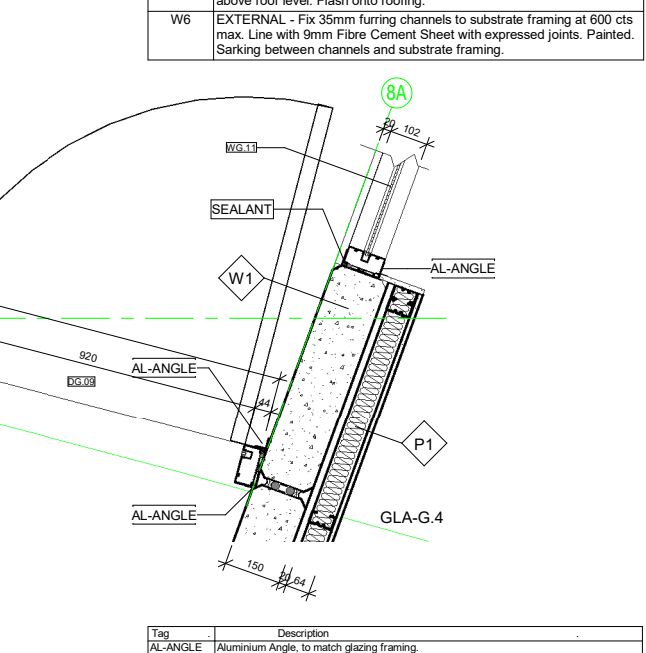 above roof level. Flash onto roofing.
W6 EXTERNAL - Fix 35mm furring channels to substrate framing at 600 cts
max. Line with 9mm Fibre Cement Sheet with expressed joints. Painted.
Sarking between channels and substrate framing.
8A
20 102
WG.11
SEALANT
AL-ANGLE
W1
920
AL-ANGLE
DG.09
44
P1
AL-ANGLE
GLA-G.4
150 20 64
Tag . Description .
AL-ANGLE Aluminium Angle, to match glazing framing.